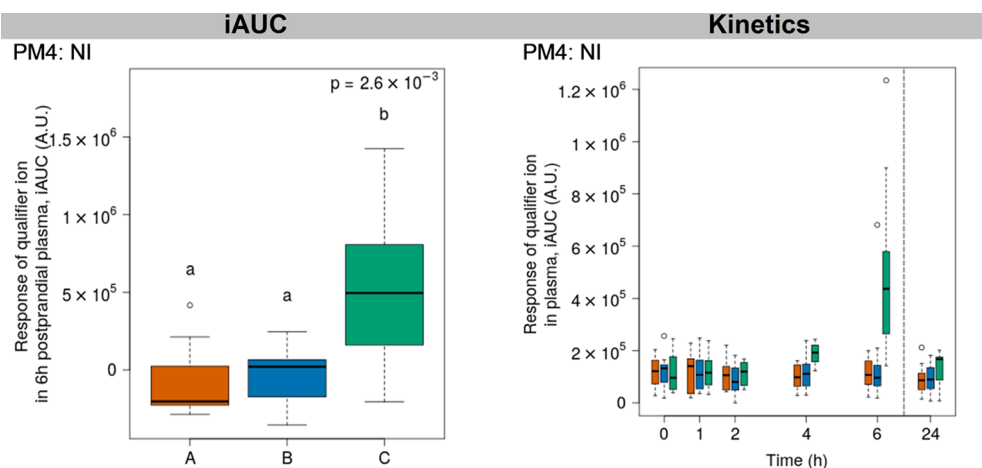 iAUC
PM4: NI
Response of qualifier ion
in 6h postprandial plasma, iAUC (A.U.)
p = 2.6 × 10⁻³
1.5 × 10⁶
1 × 10⁶
5 × 10⁵
0
a
a
b
A B C
Kinetics
PM4: NI
Response of qualifier ion
in plasma, iAUC (A.U.)
1.2 × 10⁶
1 × 10⁶
8 × 10⁵
6 × 10⁵
4 × 10⁵
2 × 10⁵
0
0 1 2 4 6 24
Time (h)